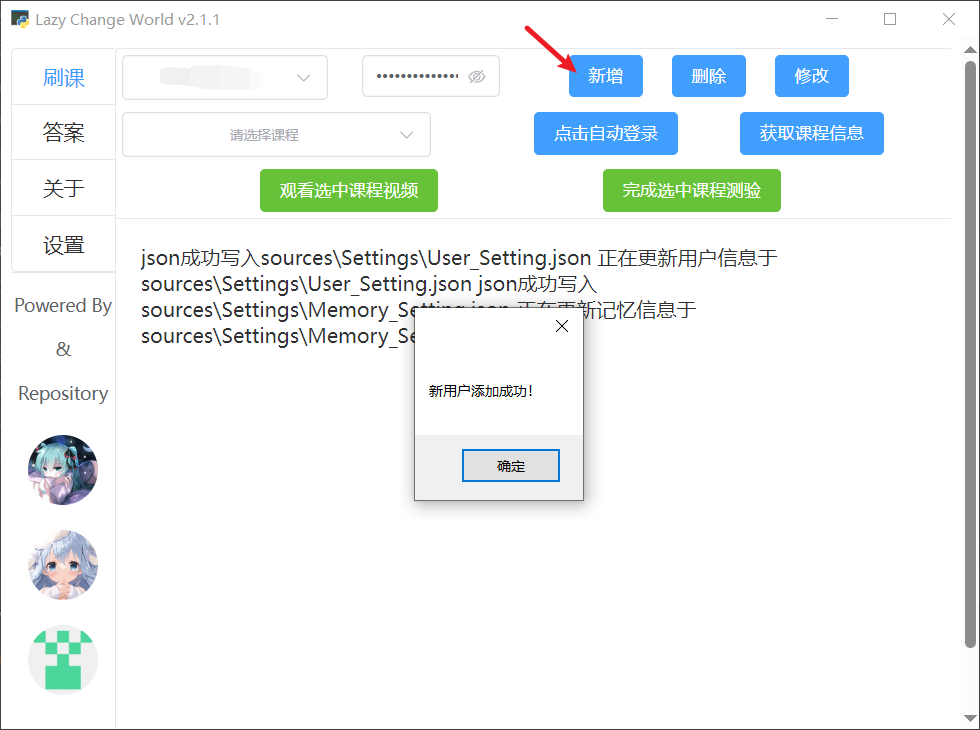 Lazy Change World v2.1.1
刷课
答案
关于
设置
Powered By
&
Repository
•••••••••••••••
新增
删除
修改
请选择课程
点击自动登录
获取课程信息
观看选中课程视频
完成选中课程测验
json成功写入sources\Settings\User_Setting.json 正在更新用户信息于
sources\Settings\User_Setting.json json成功写入
sources\Settings\Memory_Setting.json 正在更新记忆信息于
sources\Settings\Memory_Se
新用户添加成功!
确定